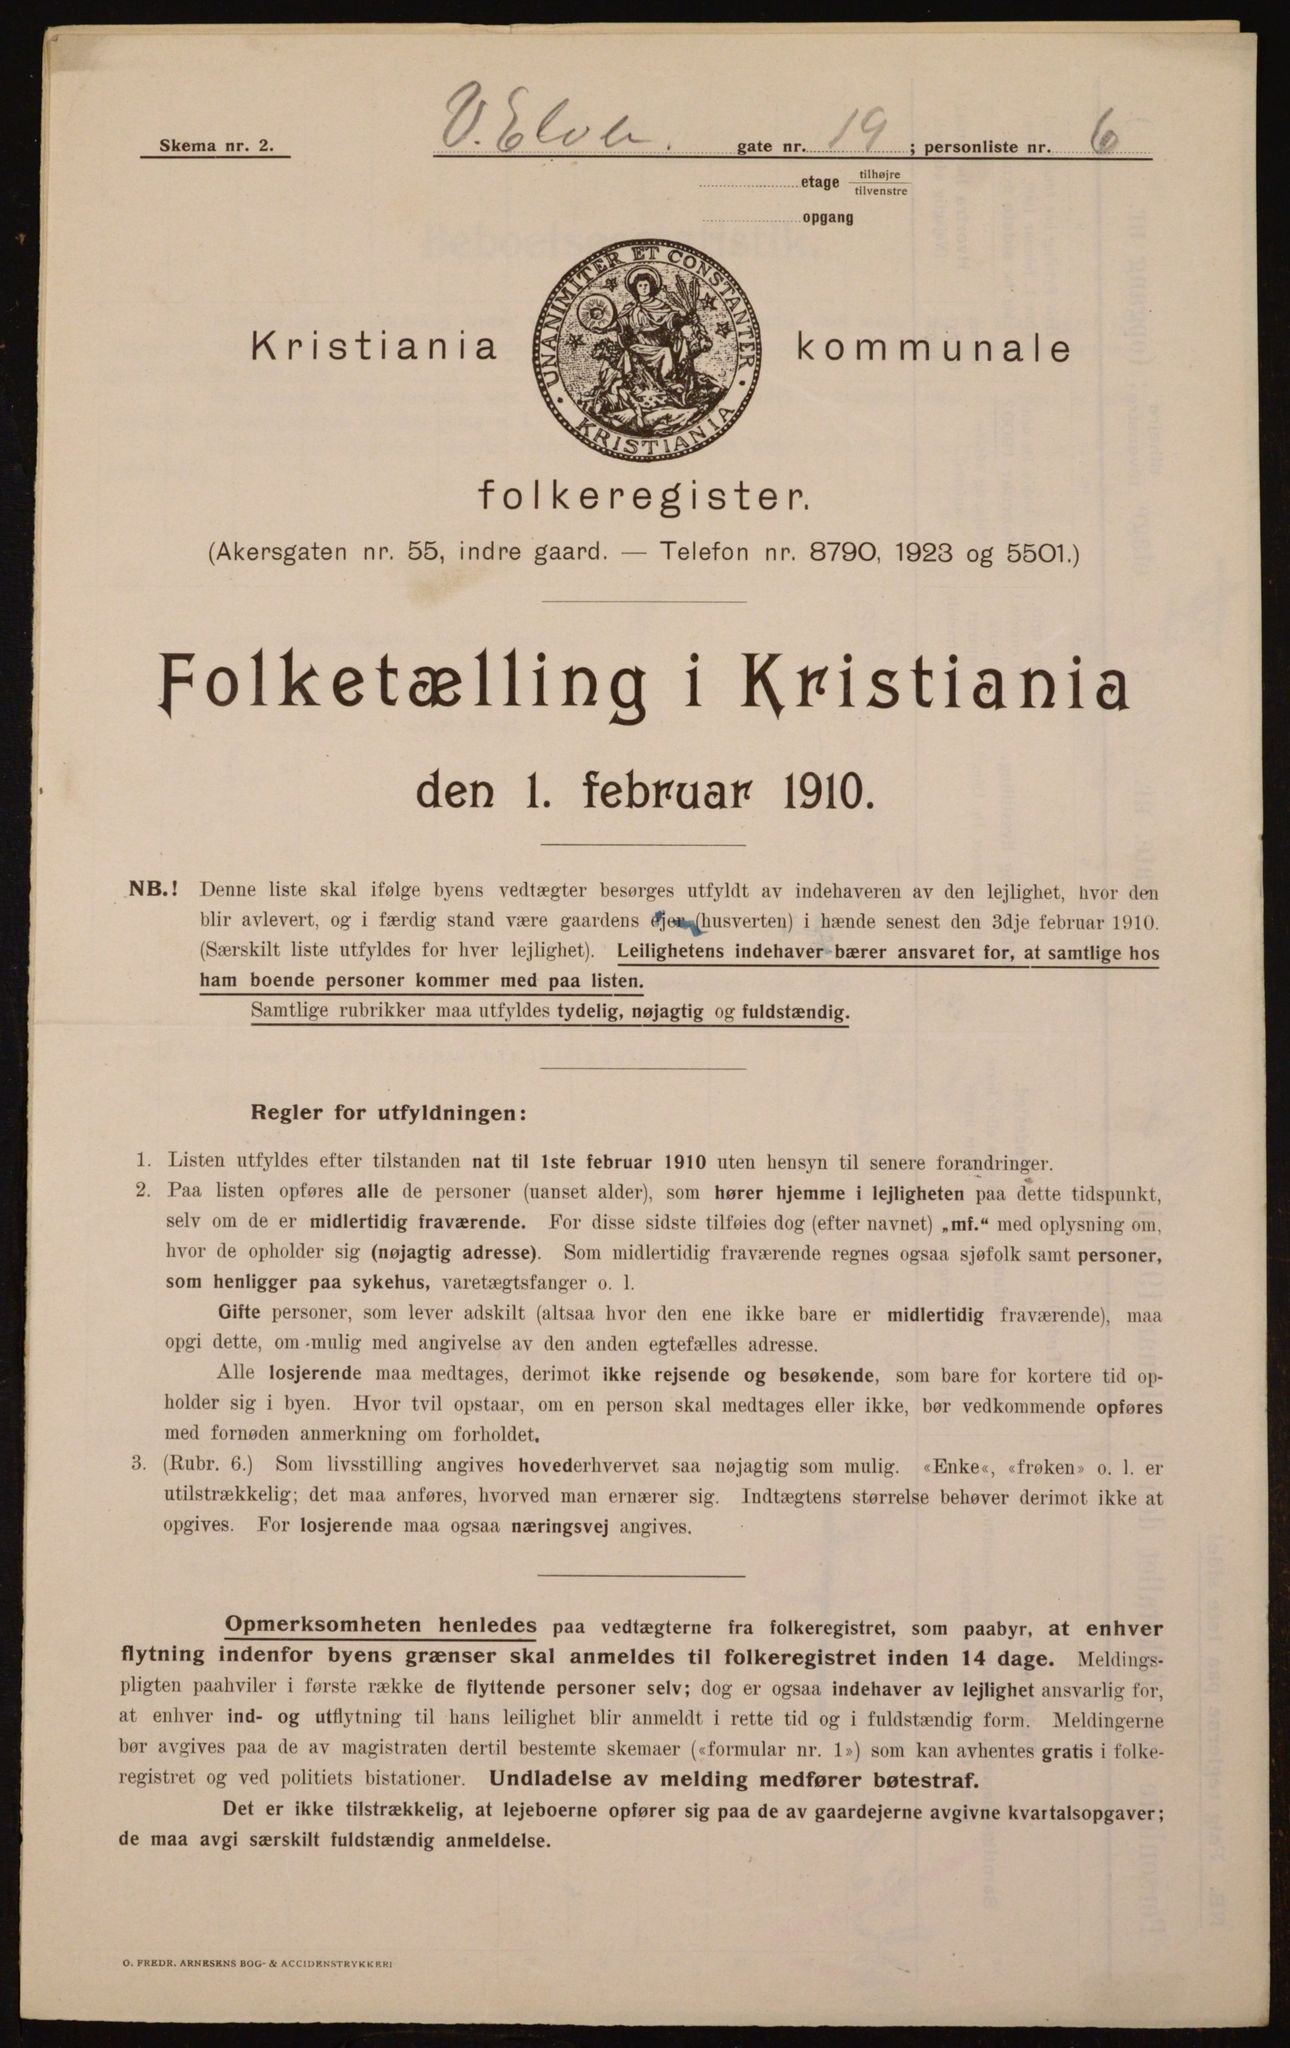 Skema nr. 2. V. Elvebr. gate nr. 19 ; personliste nr. 6
etage tilhøjre
tilvenstre
opgang
UNANIMITER ET CONSTANTER
KRISTIANIA
Kristiania kommunale
folkeregister.
(Akersgaten nr. 55, indre gaard. — Telefon nr. 8790, 1923 og 5501.)
Folketælling i Kristiania
den 1. februar 1910.
NB.! Denne liste skal ifølge byens vedtægter besørges utfyldt av indehaveren av den lejlighet, hvor den
blir avlevert, og i færdig stand være gaardens ejer (husverten) i hænde senest den 3dje februar 1910.
(Særskilt liste utfyldes for hver lejlighet). Leilighetens indehaver bærer ansvaret for, at samtlige hos
ham boende personer kommer med paa listen.
Samtlige rubrikker maa utfyldes tydelig, nøjagtig og fuldstændig.
Regler for utfyldningen:
1. Listen utfyldes efter tilstanden nat til 1ste februar 1910 uten hensyn til senere forandringer.
2. Paa listen opføres alle de personer (uanset alder), som hører hjemme i lejligheten paa dette tidspunkt,
selv om de er midlertidig fraværende. For disse sidste tilføies dog (efter navnet) „mf.“ med oplysning om,
hvor de opholder sig (nøjagtig adresse). Som midlertidig fraværende regnes ogsaa sjøfolk samt personer,
som henligger paa sykehus, varetægtsfanger o. l.
Gifte personer, som lever adskilt (altsaa hvor den ene ikke bare er midlertidig fraværende), maa
opgi dette, om mulig med angivelse av den anden egtefælles adresse.
Alle losjerende maa medtages, derimot ikke rejsende og besøkende, som bare for kortere tid op-
holder sig i byen. Hvor tvil opstaar, om en person skal medtages eller ikke, bør vedkommende opføres
med fornøden anmerkning om forholdet.
3. (Rubr. 6.) Som livsstilling angives hovederhvervet saa nøjagtig som mulig. «Enke«, «frøken» o. l. er
utilstrækkelig; det maa anføres, hvorved man ernærer sig. Indtægtens størrelse behøver derimot ikke at
opgives. For losjerende maa ogsaa næringsvej angives.
Opmerksomheten henledes paa vedtægterne fra folkeregistret, som paabyr, at enhver
flytning indenfor byens grænser skal anmeldes til folkeregistret inden 14 dage. Meldings-
pligten paahviler i første række de flyttende personer selv; dog er ogsaa indehaver av lejlighet ansvarlig for,
at enhver ind- og utflytning til hans leilighet blir anmeldt i rette tid og i fuldstændig form. Meldingerne
bør avgives paa de av magistraten dertil bestemte skemaer («formular nr. 1») som kan avhentes gratis i folke-
registret og ved politiets bistationer. Undladelse av melding medfører bøtestraf.
Det er ikke tilstrækkelig, at lejeboerne opfører sig paa de av gaardejerne avgivne kvartalsopgaver;
de maa avgi særskilt fuldstændig anmeldelse.
O. FREDR. ARNESENS BOG- & ACCIDENSTRYKKERI